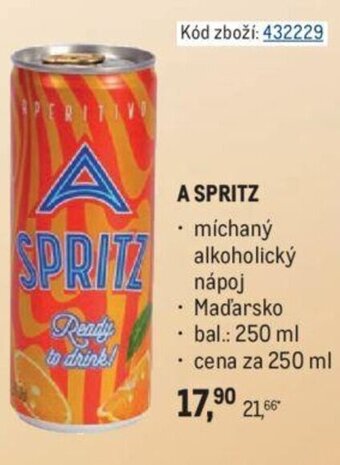 Kód zboží: 432229
APERITIVO
A
SPRITZ
Ready
to drink!
A SPRITZ
· míchaný
alkoholický
nápoj
· Maďarsko
· bal.: 250 ml
· cena za 250 ml
17,90 21,66*